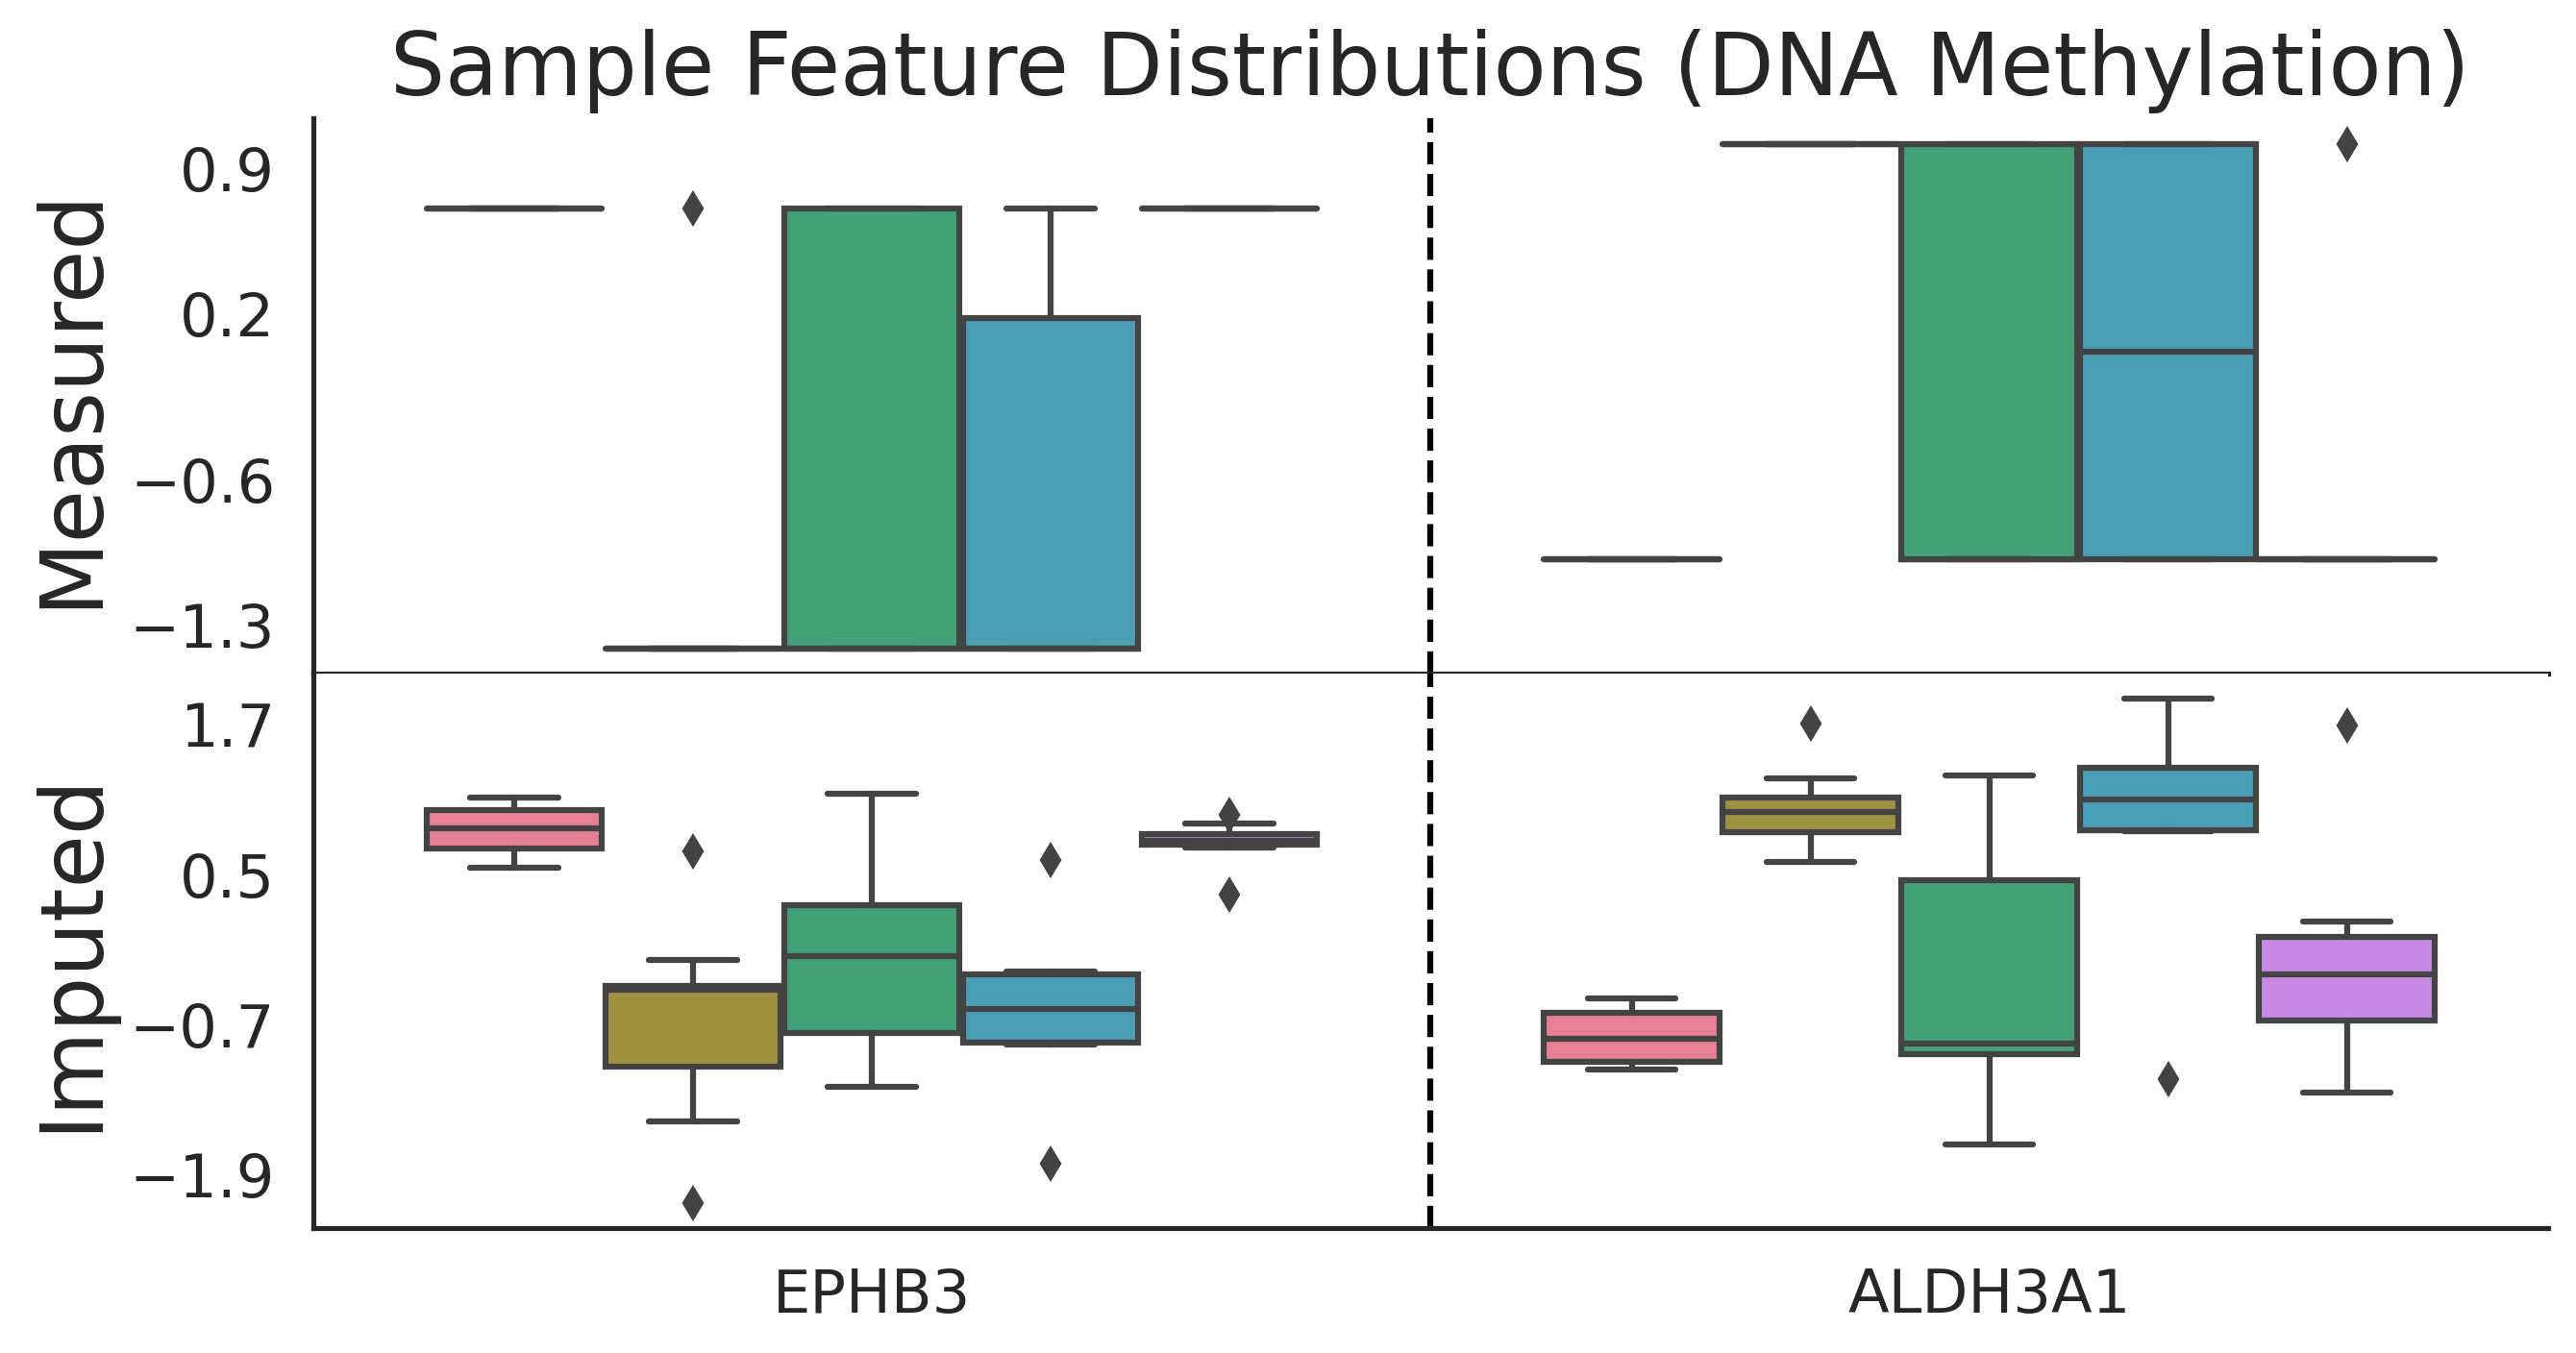 Sample Feature Distributions (DNA Methylation)
Measured
0.9
0.2
−0.6
−1.3
Imputed
1.7
0.5
−0.7
−1.9
EPHB3
ALDH3A1